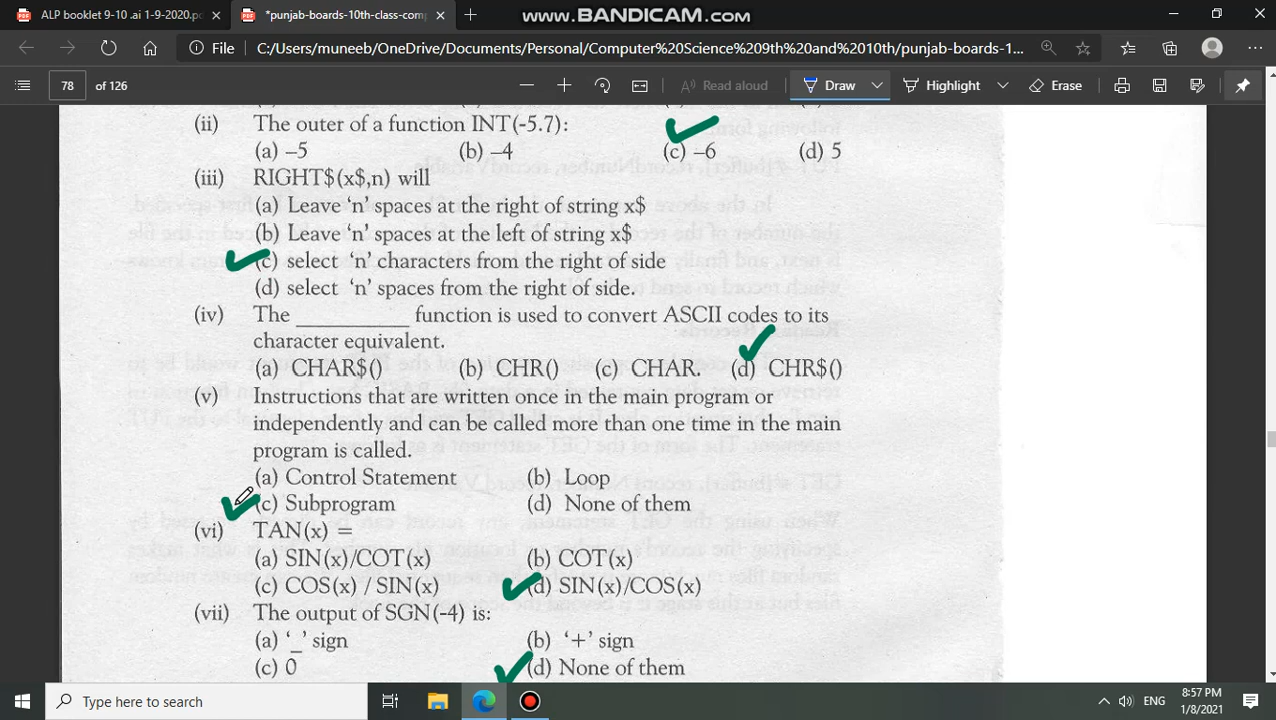 www.BANDICAM.com
ALP booklet 9-10 .ai 1-9-2020.p
*punjab-boards-10th-class-com
File
C:/Users/muneeb/OneDrive/Documents/Personal/Computer%20Science%209th%20and%2010th/punjab-boards-1...
78 of 126
Read aloud
Draw
Highlight
Erase
(ii) The outer of a function INT(-5.7):
(a) –5 (b) –4 (c) –6 (d) 5
(iii) RIGHT$(x$,n) will
(a) Leave ‘n’ spaces at the right of string x$
(b) Leave ‘n’ spaces at the left of string x$
(c) select ‘n’ characters from the right of side
(d) select ‘n’ spaces from the right of side.
(iv) The __________ function is used to convert ASCII codes to its
character equivalent.
(a) CHAR$() (b) CHR() (c) CHAR. (d) CHR$()
(v) Instructions that are written once in the main program or
independently and can be called more than one time in the main
program is called.
(a) Control Statement (b) Loop
(c) Subprogram (d) None of them
(vi) TAN(x) =
(a) SIN(x)/COT(x) (b) COT(x)
(c) COS(x) / SIN(x) (d) SIN(x)/COS(x)
(vii) The output of SGN(-4) is:
(a) ‘_’ sign (b) ‘+’ sign
(c) 0 (d) None of them
Type here to search
ENG
8:57 PM
1/8/2021